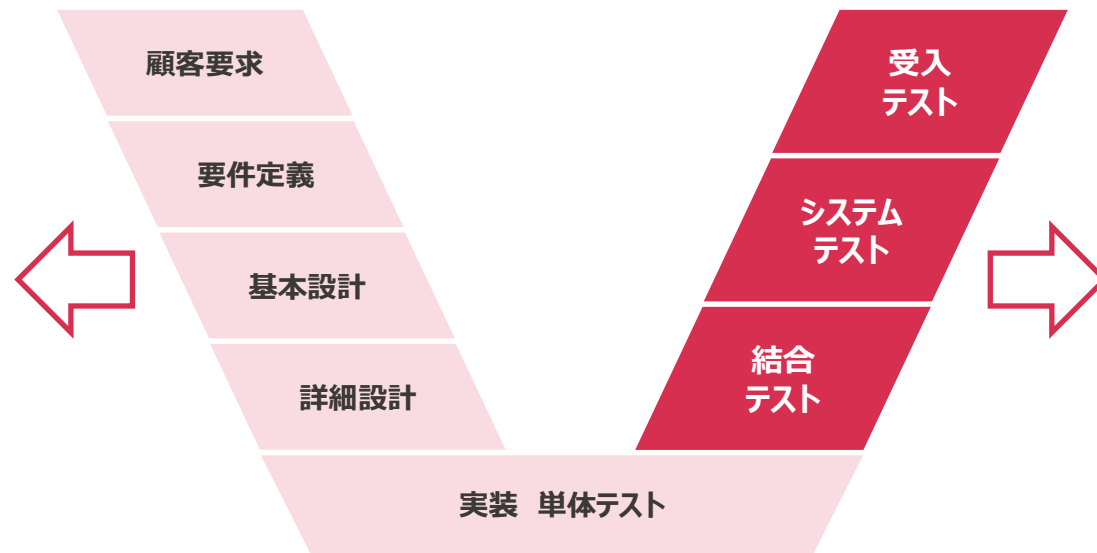 顧客要求
要件定義
基本設計
詳細設計
実装 単体テスト
受入
テスト
システム
テスト
結合
テスト